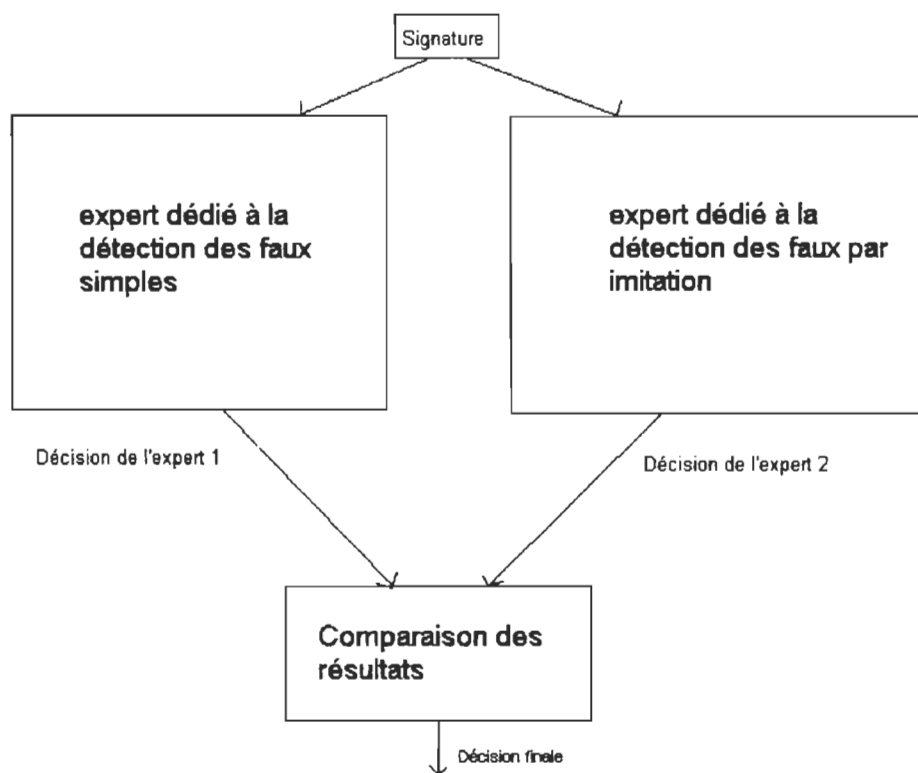 Signature
expert dédié à la
détection des faux
simples
expert dédié à la
détection des faux par
imitation
Décision de l'expert 1
Décision de l'expert 2
Comparaison des
résultats
Décision finale